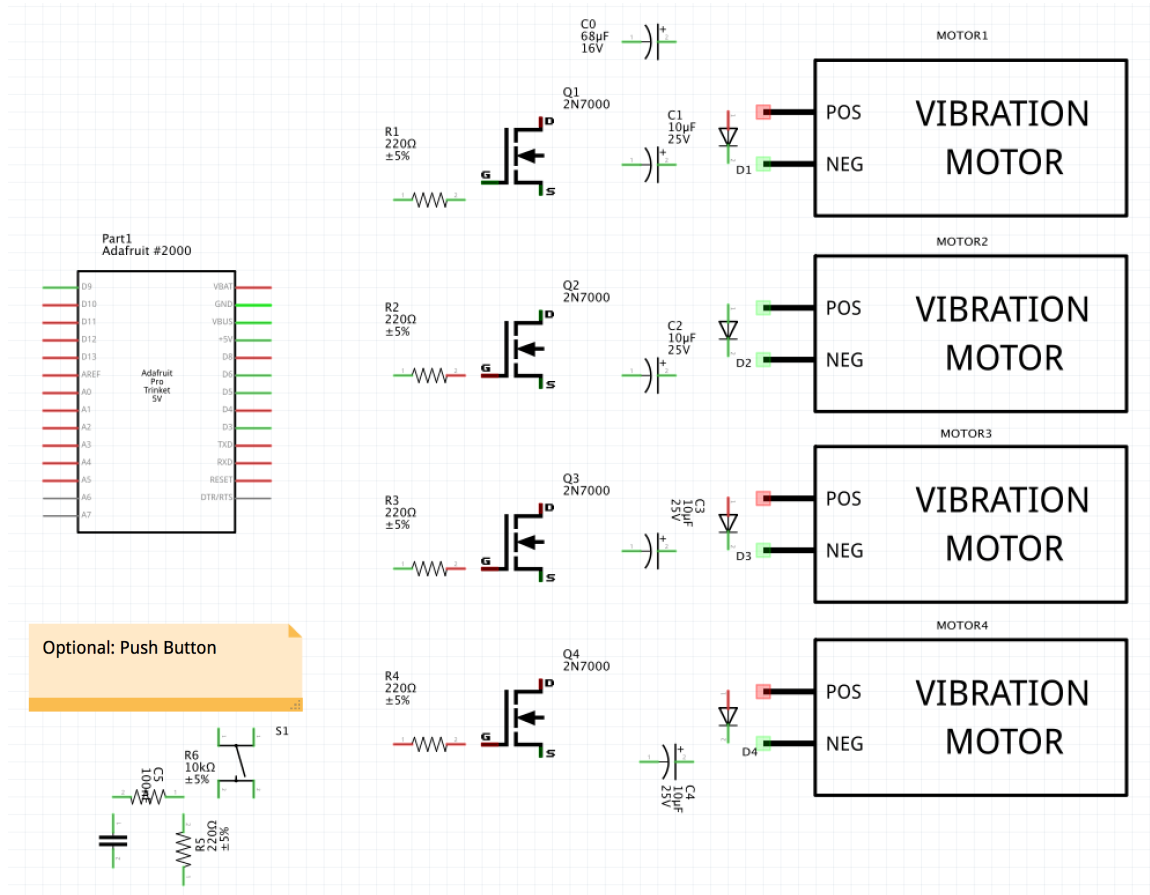 C0
68µF
16V
MOTOR1
Q1
2N7000
D
G
S
R1
220Ω
±5%
1
2
C1
10µF
25V
+
D1
POS
NEG
VIBRATION
MOTOR
Part1
Adafruit #2000
D9
D10
D11
D12
D13
AREF
A0
A1
A2
A3
A4
A5
A6
A7
Adafruit
Pro
Trinket
5V
VBAT
GND
VBUS
+5V
D8
D6
D5
D4
D3
TXD
RXD
RESET
DTR/RTS
MOTOR2
Q2
2N7000
D
G
S
R2
220Ω
±5%
C2
10µF
25V
+
D2
POS
NEG
VIBRATION
MOTOR
MOTOR3
Q3
2N7000
D
G
S
R3
220Ω
±5%
C3
10µF
25V
+
D3
POS
NEG
VIBRATION
MOTOR
MOTOR4
Q4
2N7000
D
G
S
R4
220Ω
±5%
C4
10µF
25V
+
D4
POS
NEG
VIBRATION
MOTOR
Optional: Push Button
S1
R6
10kΩ
±5%
C5
R5
220Ω
±5%